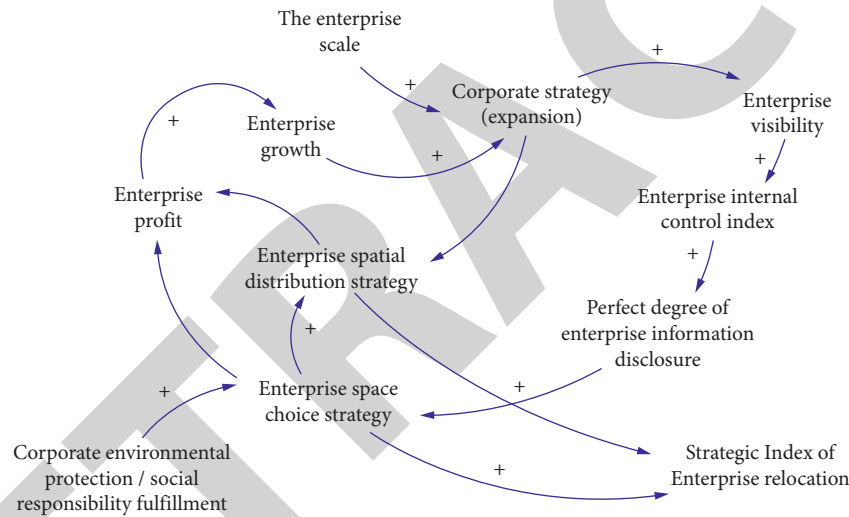 The enterprise
scale
+
+
Corporate strategy
(expansion)
Enterprise
visibility
+
Enterprise
growth
+
+
Enterprise
profit
Enterprise internal
control index
+
Enterprise spatial
distribution strategy
Perfect degree of
enterprise information
disclosure
+
Enterprise space
choice strategy
+
+
Corporate environmental
protection / social
responsibility fulfillment
+
Strategic Index of
Enterprise relocation
TRAC